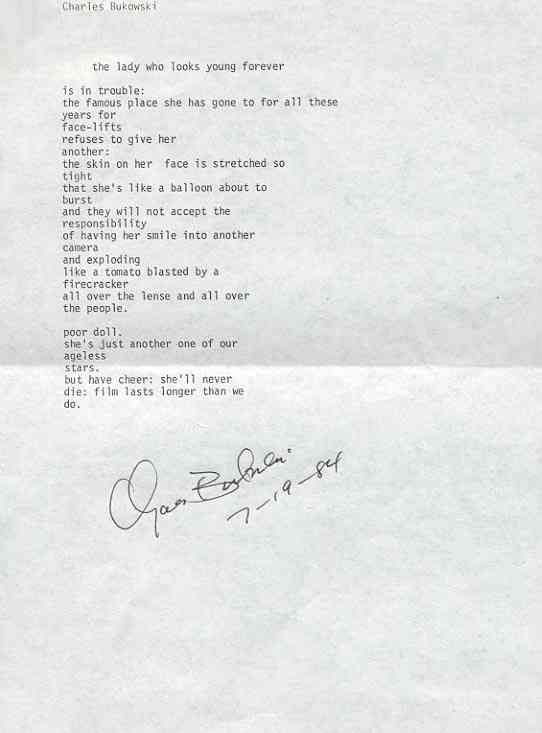 Charles Bukowski
the lady who looks young forever
is in trouble:
the famous place she has gone to for all these
years for
face-lifts
refuses to give her
another:
the skin on her face is stretched so
tight
that she's like a balloon about to
burst
and they will not accept the
responsibility
of having her smile into another
camera
and exploding
like a tomato blasted by a
firecracker
all over the lense and all over
the people.
poor doll.
she's just another one of our
ageless
stars.
but have cheer: she'll never
die: film lasts longer than we
do.
Charles Bukowski
7-19-84